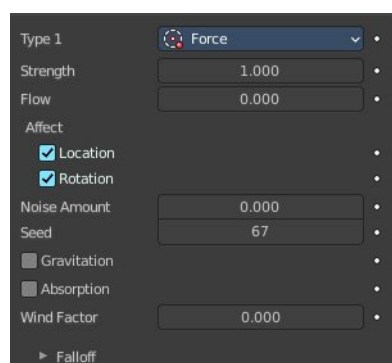 Type 1 Force
Strength 1.000
Flow 0.000
Affect
Location
Rotation
Noise Amount 0.000
Seed 67
Gravitation
Absorption
Wind Factor 0.000
Falloff